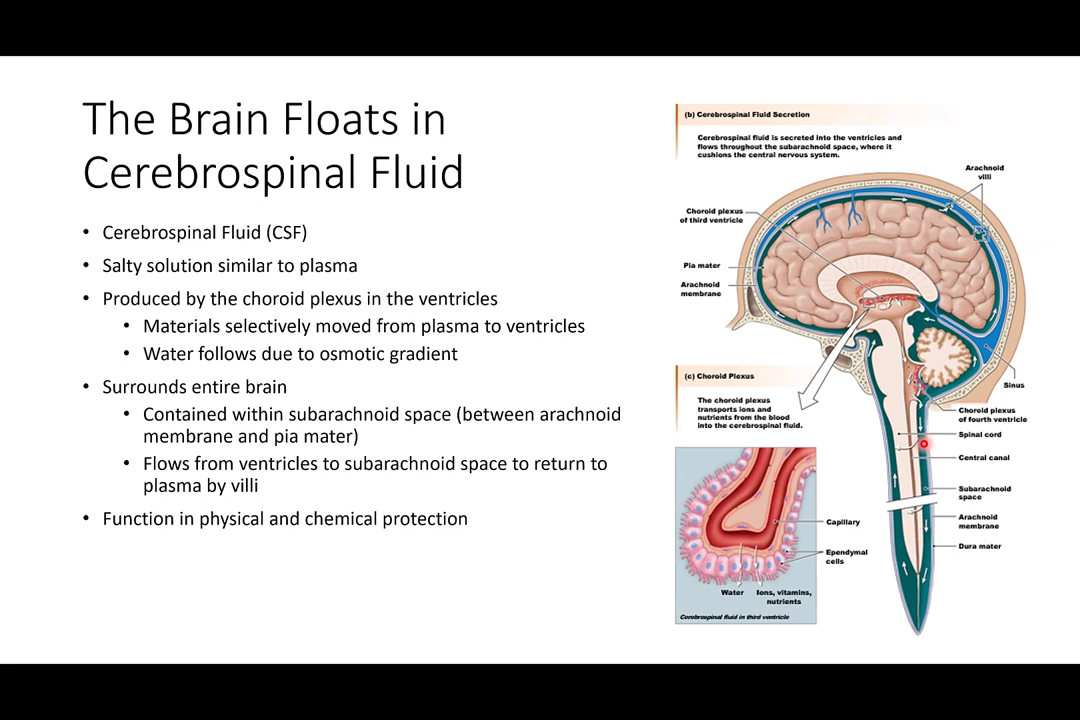 The Brain Floats in
Cerebrospinal Fluid
• Cerebrospinal Fluid (CSF)
• Salty solution similar to plasma
• Produced by the choroid plexus in the ventricles
• Materials selectively moved from plasma to ventricles
• Water follows due to osmotic gradient
• Surrounds entire brain
• Contained within subarachnoid space (between arachnoid
membrane and pia mater)
• Flows from ventricles to subarachnoid space to return to
plasma by villi
• Function in physical and chemical protection
(b) Cerebrospinal Fluid Secretion
Cerebrospinal fluid is secreted into the ventricles and
flows throughout the subarachnoid space, where it
cushions the central nervous system.
Arachnoid
villi
Choroid plexus
of third ventricle
Pia mater
Arachnoid
membrane
Sinus
(c) Choroid Plexus
The choroid plexus
transports ions and
nutrients from the blood
into the cerebrospinal fluid.
Choroid plexus
of fourth ventricle
Spinal cord
Central canal
Subarachnoid
space
Arachnoid
membrane
Dura mater
Capillary
Ependymal
cells
Water
Ions, vitamins,
nutrients
Cerebrospinal fluid in third ventricle